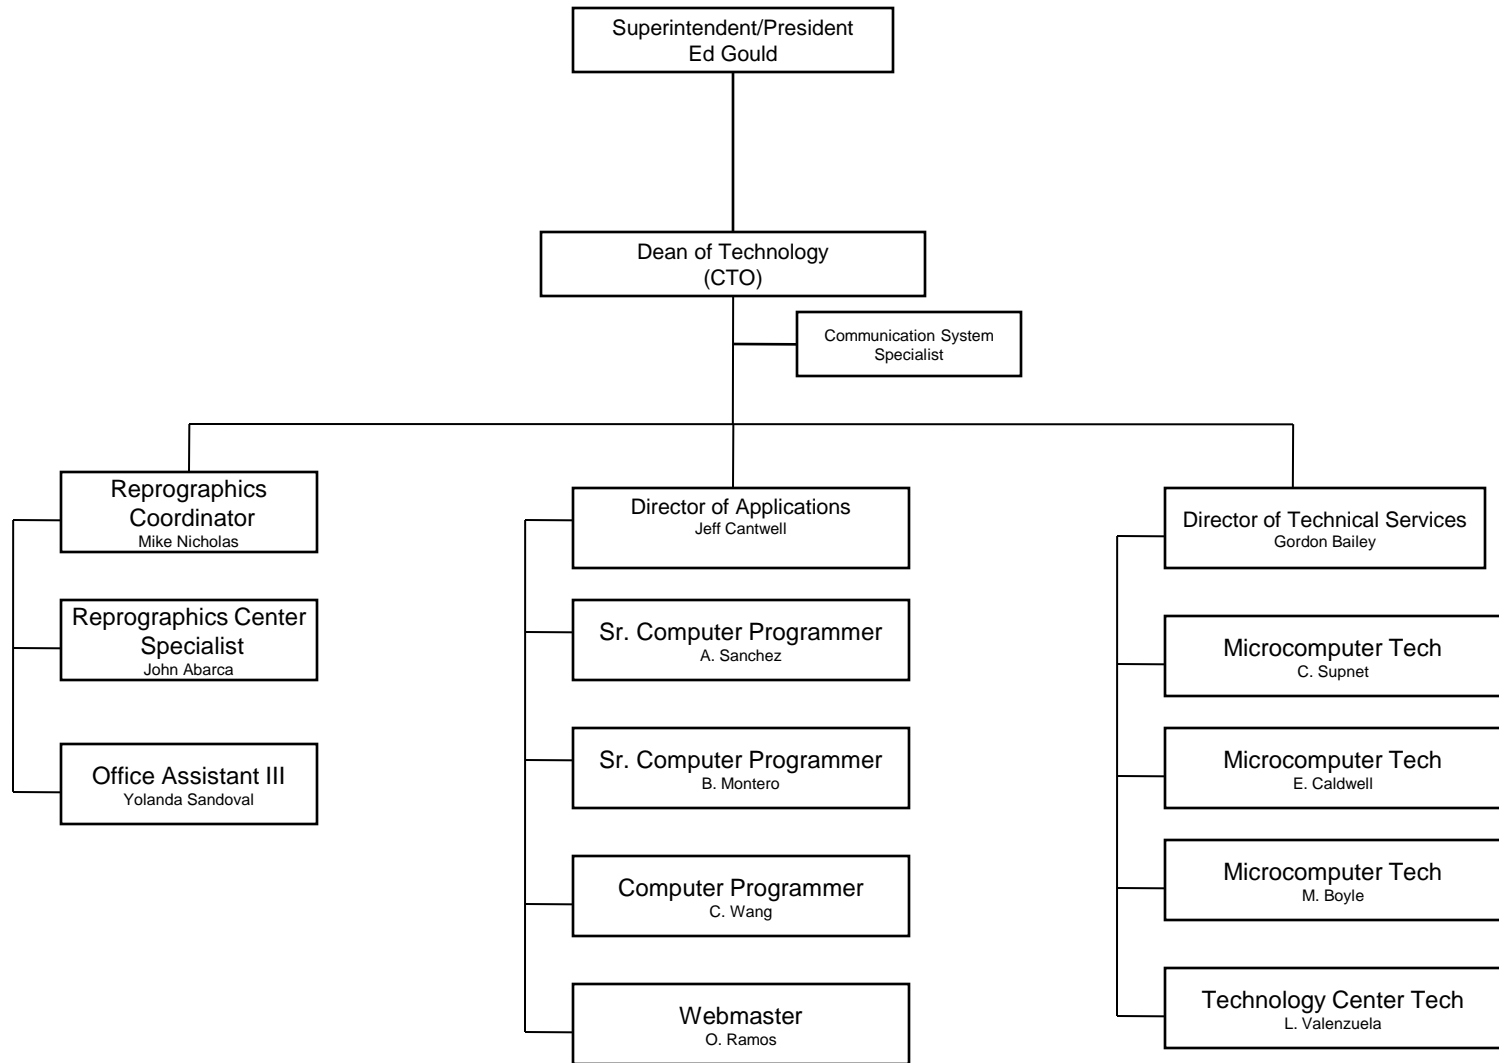 Superintendent/President
Ed Gould
Dean of Technology
(CTO)
Communication System
Specialist
Reprographics
Coordinator
Mike Nicholas
Reprographics Center
Specialist
John Abarca
Office Assistant III
Yolanda Sandoval
Director of Applications
Jeff Cantwell
Sr. Computer Programmer
A. Sanchez
Sr. Computer Programmer
B. Montero
Computer Programmer
C. Wang
Webmaster
O. Ramos
Director of Technical Services
Gordon Bailey
Microcomputer Tech
C. Supnet
Microcomputer Tech
E. Caldwell
Microcomputer Tech
M. Boyle
Technology Center Tech
L. Valenzuela